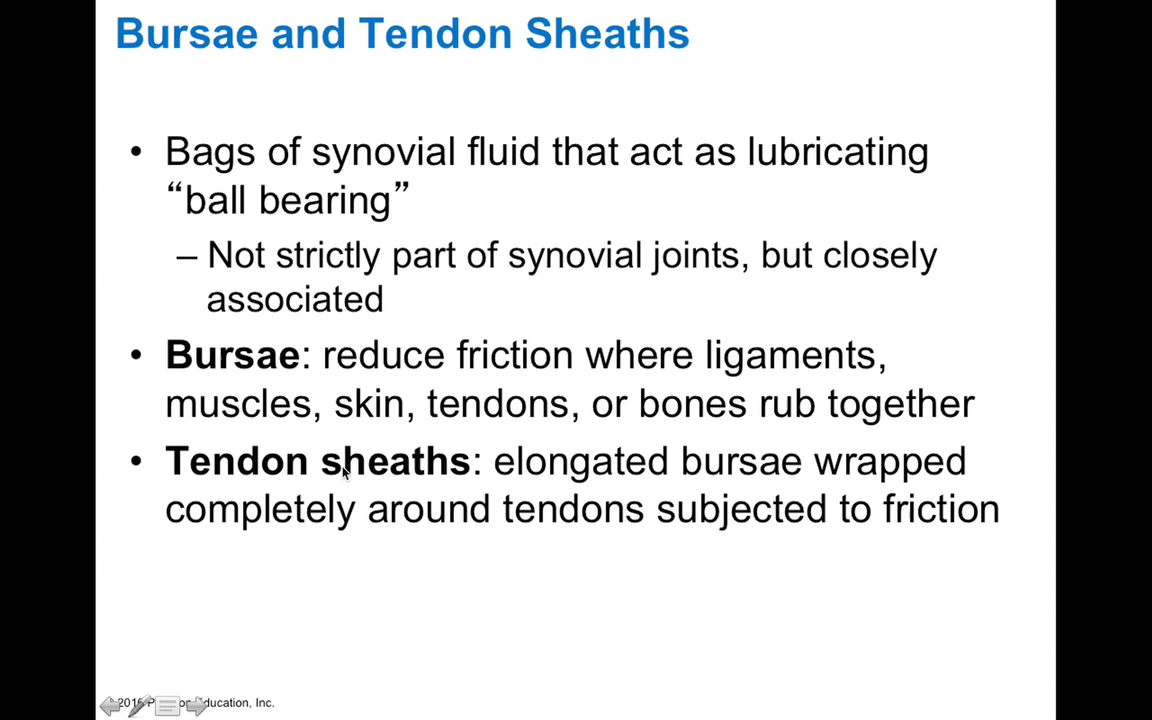 Bursae and Tendon Sheaths
• Bags of synovial fluid that act as lubricating
“ball bearing”
– Not strictly part of synovial joints, but closely
associated
• Bursae: reduce friction where ligaments,
muscles, skin, tendons, or bones rub together
• Tendon sheaths: elongated bursae wrapped
completely around tendons subjected to friction
Inc.